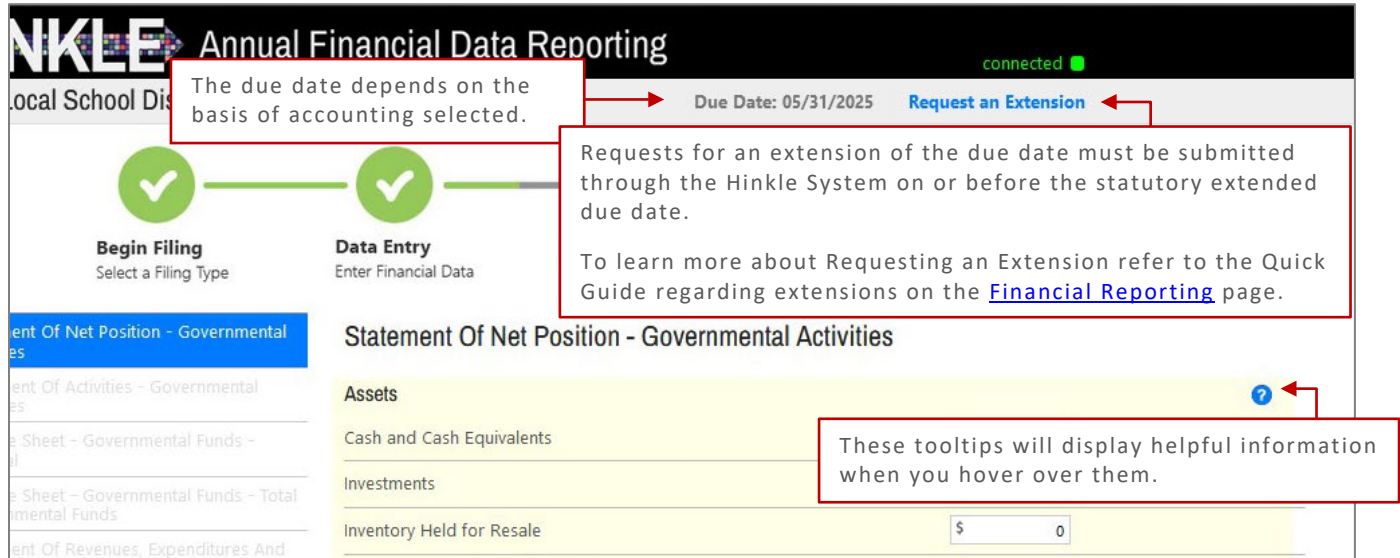 NKLE Annual Financial Data Reporting
connected
The due date depends on the
basis of accounting selected.
ocal School Dis
Due Date: 05/31/2025 Request an Extension
Requests for an extension of the due date must be submitted
through the Hinkle System on or before the statutory extended
due date.
To learn more about Requesting an Extension refer to the Quick
Guide regarding extensions on the Financial Reporting page.
Begin Filing
Select a Filing Type
Data Entry
Enter Financial Data
ent Of Net Position - Governmental
es
ent Of Activities - Governmental
es
e Sheet - Governmental Funds -
l
e Sheet - Governmental Funds - Total
nmental Funds
ent Of Revenues, Expenditures And
Statement Of Net Position - Governmental Activities
Assets
?
Cash and Cash Equivalents
Investments
Inventory Held for Resale $ 0
These tooltips will display helpful information
when you hover over them.